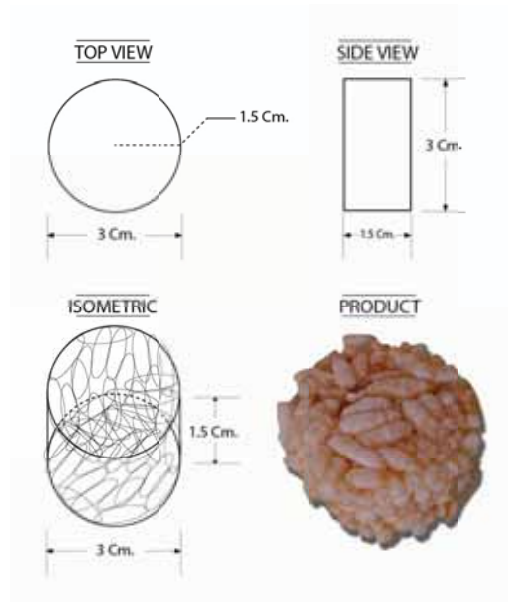 TOP VIEW
SIDE VIEW
1.5 Cm.
3 Cm.
3 Cm.
1.5 Cm.
ISOMETRIC
PRODUCT
1.5 Cm.
3 Cm.